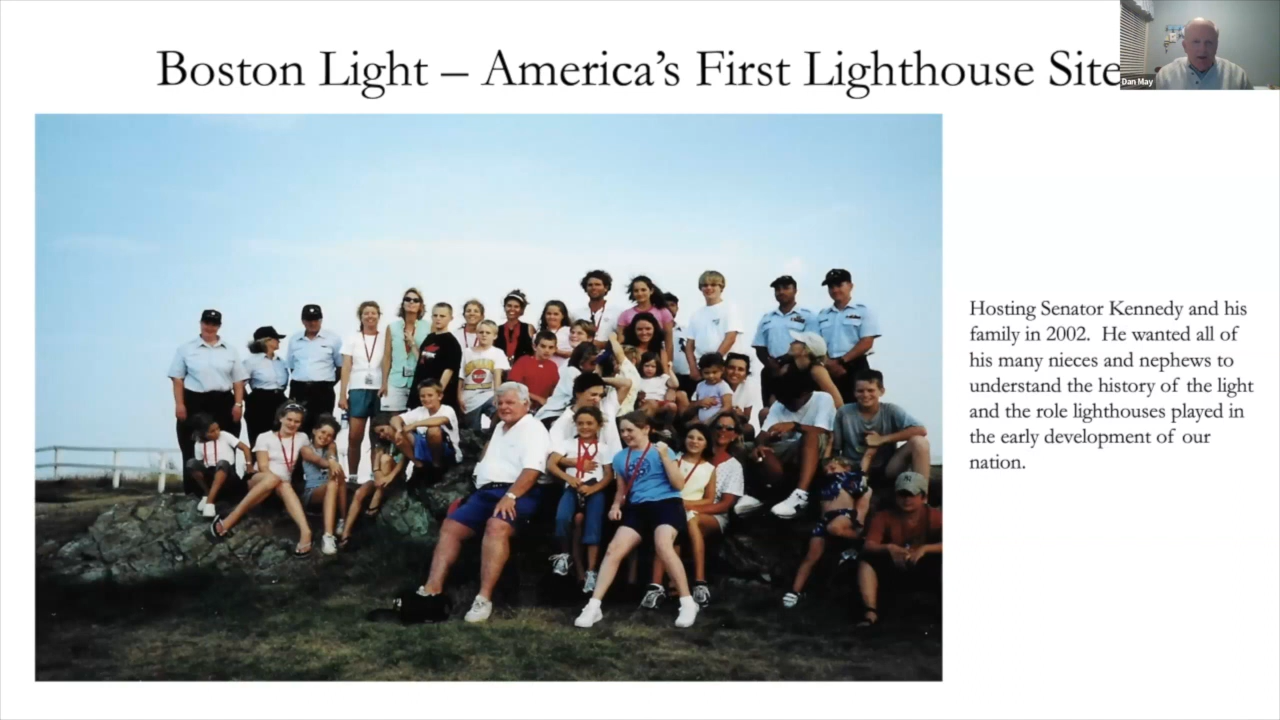 Boston Light – America's First Lighthouse Site
Dan May
Hosting Senator Kennedy and his
family in 2002.  He wanted all of
his many nieces and nephews to
understand the history of the light
and the role lighthouses played in
the early development of our
nation.